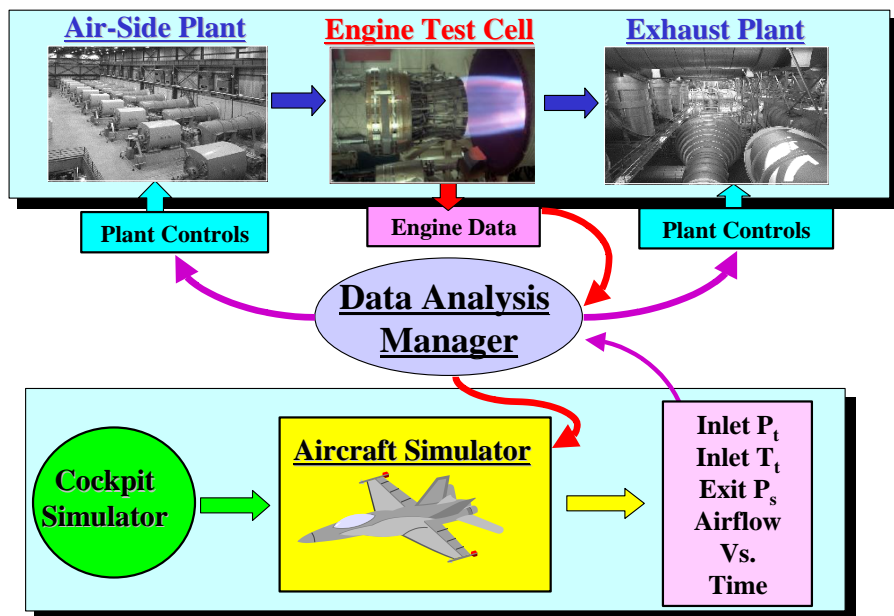 Air-Side Plant
Engine Test Cell
Exhaust Plant
Plant Controls
Engine Data
Plant Controls
Data Analysis
Manager
Cockpit
Simulator
Aircraft Simulator
Inlet Pt
Inlet Tt
Exit Ps
Airflow
Vs.
Time